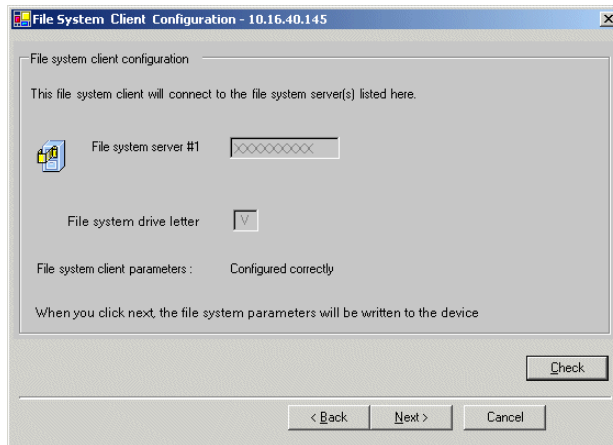 File System Client Configuration - 10.16.40.145
File system client configuration
This file system client will connect to the file system server(s) listed here.
File system server #1 XXXXXXXXXX
File system drive letter V
File system client parameters : Configured correctly
When you click next, the file system parameters will be written to the device
Check
< Back Next > Cancel